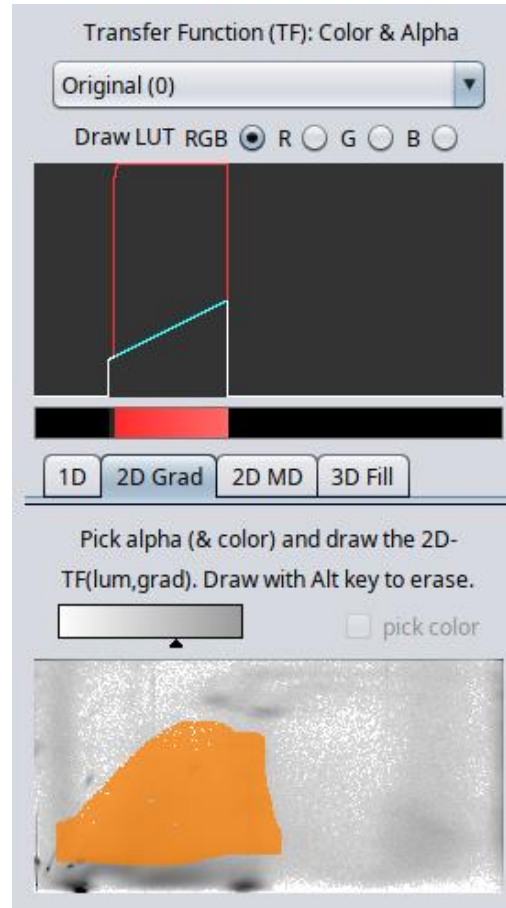 Transfer Function (TF): Color & Alpha
Original (0)
Draw LUT RGB R G B
1D 2D Grad 2D MD 3D Fill
Pick alpha (& color) and draw the 2D-
TF(lum,grad). Draw with Alt key to erase.
pick color